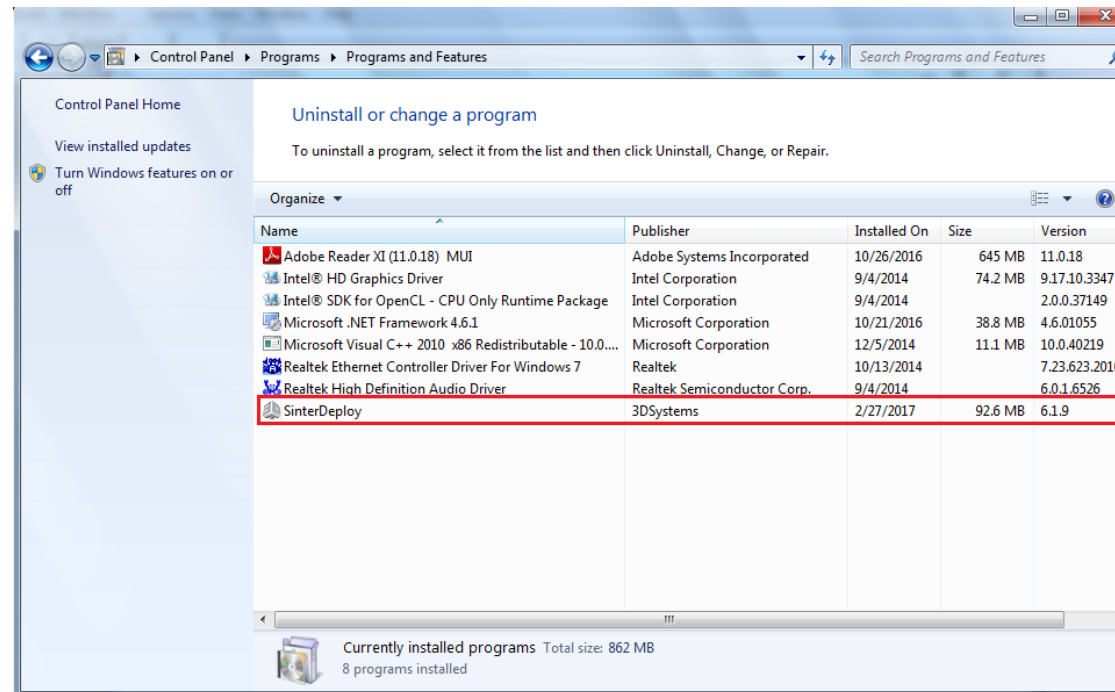 Control Panel Programs Programs and Features Search Programs and Features
Control Panel Home
View installed updates
Turn Windows features on or
off
Uninstall or change a program
To uninstall a program, select it from the list and then click Uninstall, Change, or Repair.
Organize
Name Publisher Installed On Size Version
Adobe Reader XI (11.0.18) MUI Adobe Systems Incorporated 10/26/2016 645 MB 11.0.18
Intel® HD Graphics Driver Intel Corporation 9/4/2014 74.2 MB 9.17.10.3347
Intel® SDK for OpenCL - CPU Only Runtime Package Intel Corporation 9/4/2014 2.0.0.37149
Microsoft .NET Framework 4.6.1 Microsoft Corporation 10/21/2016 38.8 MB 4.6.01055
Microsoft Visual C++ 2010 x86 Redistributable - 10.0.... Microsoft Corporation 12/5/2014 11.1 MB 10.0.40219
Realtek Ethernet Controller Driver For Windows 7 Realtek 10/13/2014 7.23.623.201
Realtek High Definition Audio Driver Realtek Semiconductor Corp. 9/4/2014 6.0.1.6526
SinterDeploy 3DSystems 2/27/2017 92.6 MB 6.1.9
Currently installed programs Total size: 862 MB
8 programs installed